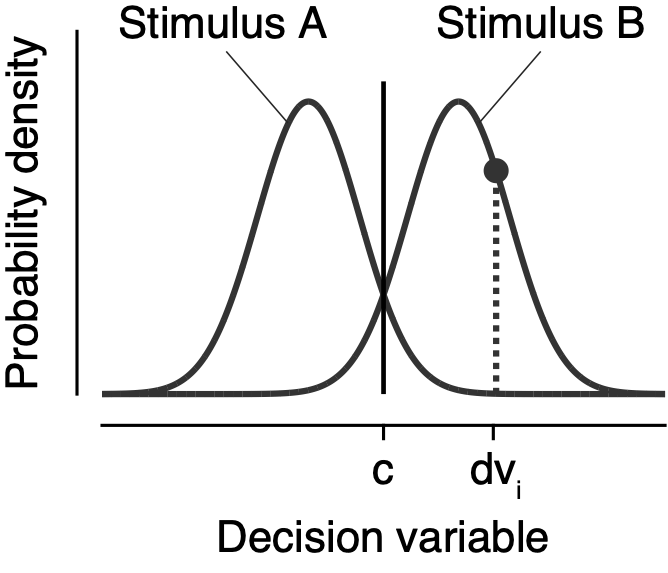 Stimulus A
Stimulus B
Probability density
c
dvi
Decision variable